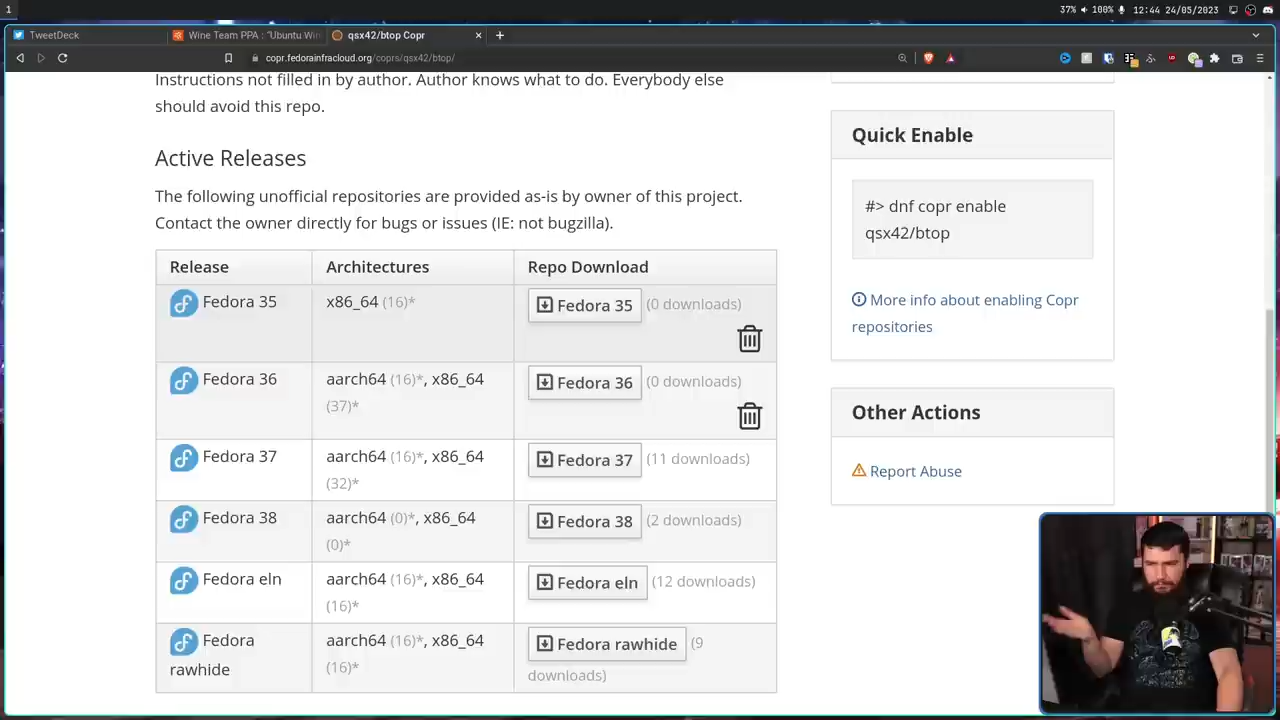 1
37% 100% 12:44 24/05/2023
TweetDeck
Wine Team PPA : "Ubuntu Win
qsx42/btop Copr
copr.fedorainfracloud.org/coprs/qsx42/btop/
Instructions not filled in by author. Author knows what to do. Everybody else
should avoid this repo.
Active Releases
The following unofficial repositories are provided as-is by owner of this project.
Contact the owner directly for bugs or issues (IE: not bugzilla).
Release Architectures Repo Download
Fedora 35 x86_64 (16)* Fedora 35 (0 downloads)
Fedora 36 aarch64 (16)*, x86_64 Fedora 36 (0 downloads)
(37)*
Fedora 37 aarch64 (16)*, x86_64 Fedora 37 (11 downloads)
(32)*
Fedora 38 aarch64 (0)*, x86_64 Fedora 38 (2 downloads)
(0)*
Fedora eln aarch64 (16)*, x86_64 Fedora eln (12 downloads)
(16)*
Fedora aarch64 (16)*, x86_64 Fedora rawhide (9
rawhide (16)* downloads)
Quick Enable
#> dnf copr enable
qsx42/btop
More info about enabling Copr
repositories
Other Actions
Report Abuse